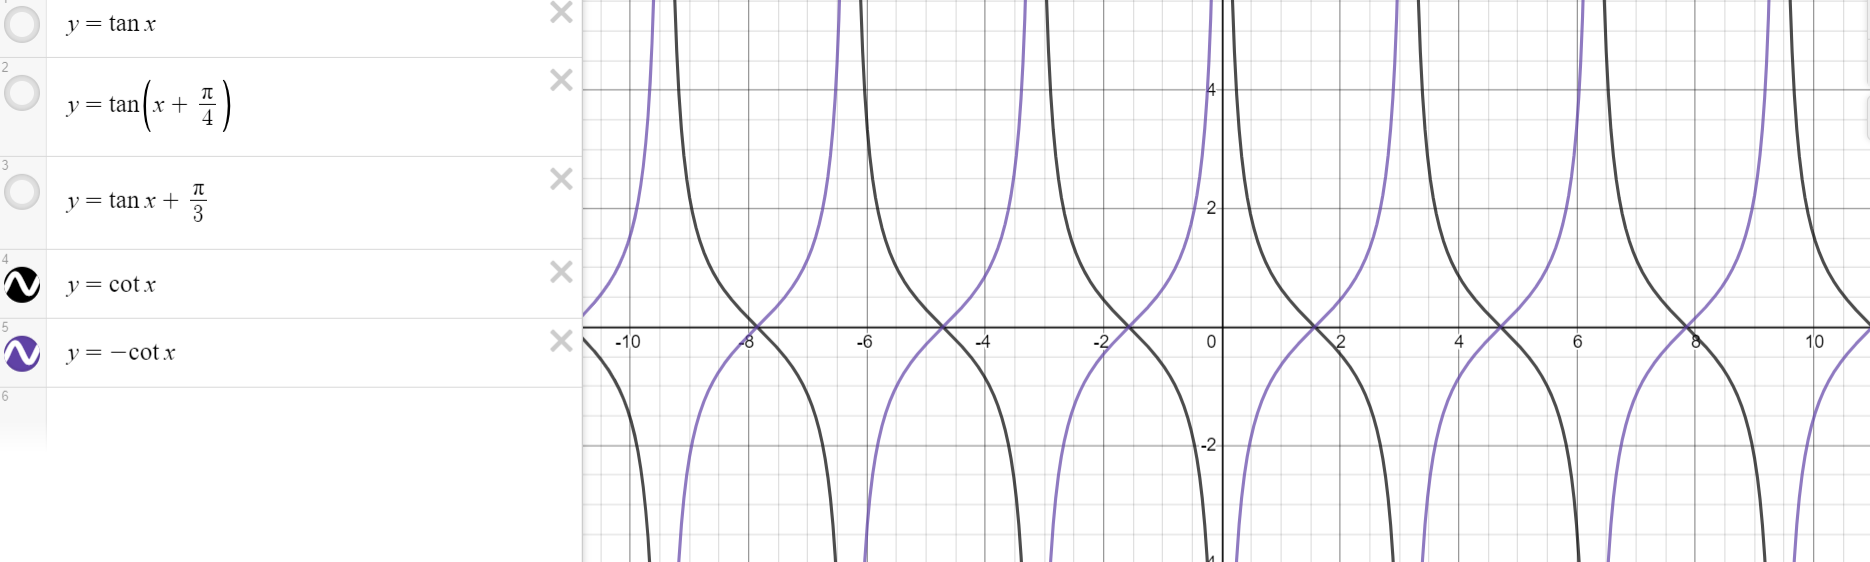 y = tan x
2
y = tan(x + π/4)
3
y = tan x + π/3
4
y = cot x
5
y = −cot x
6
4
2
-10 -8 -6 -4 -2 0 2 4 6 8 10
-2